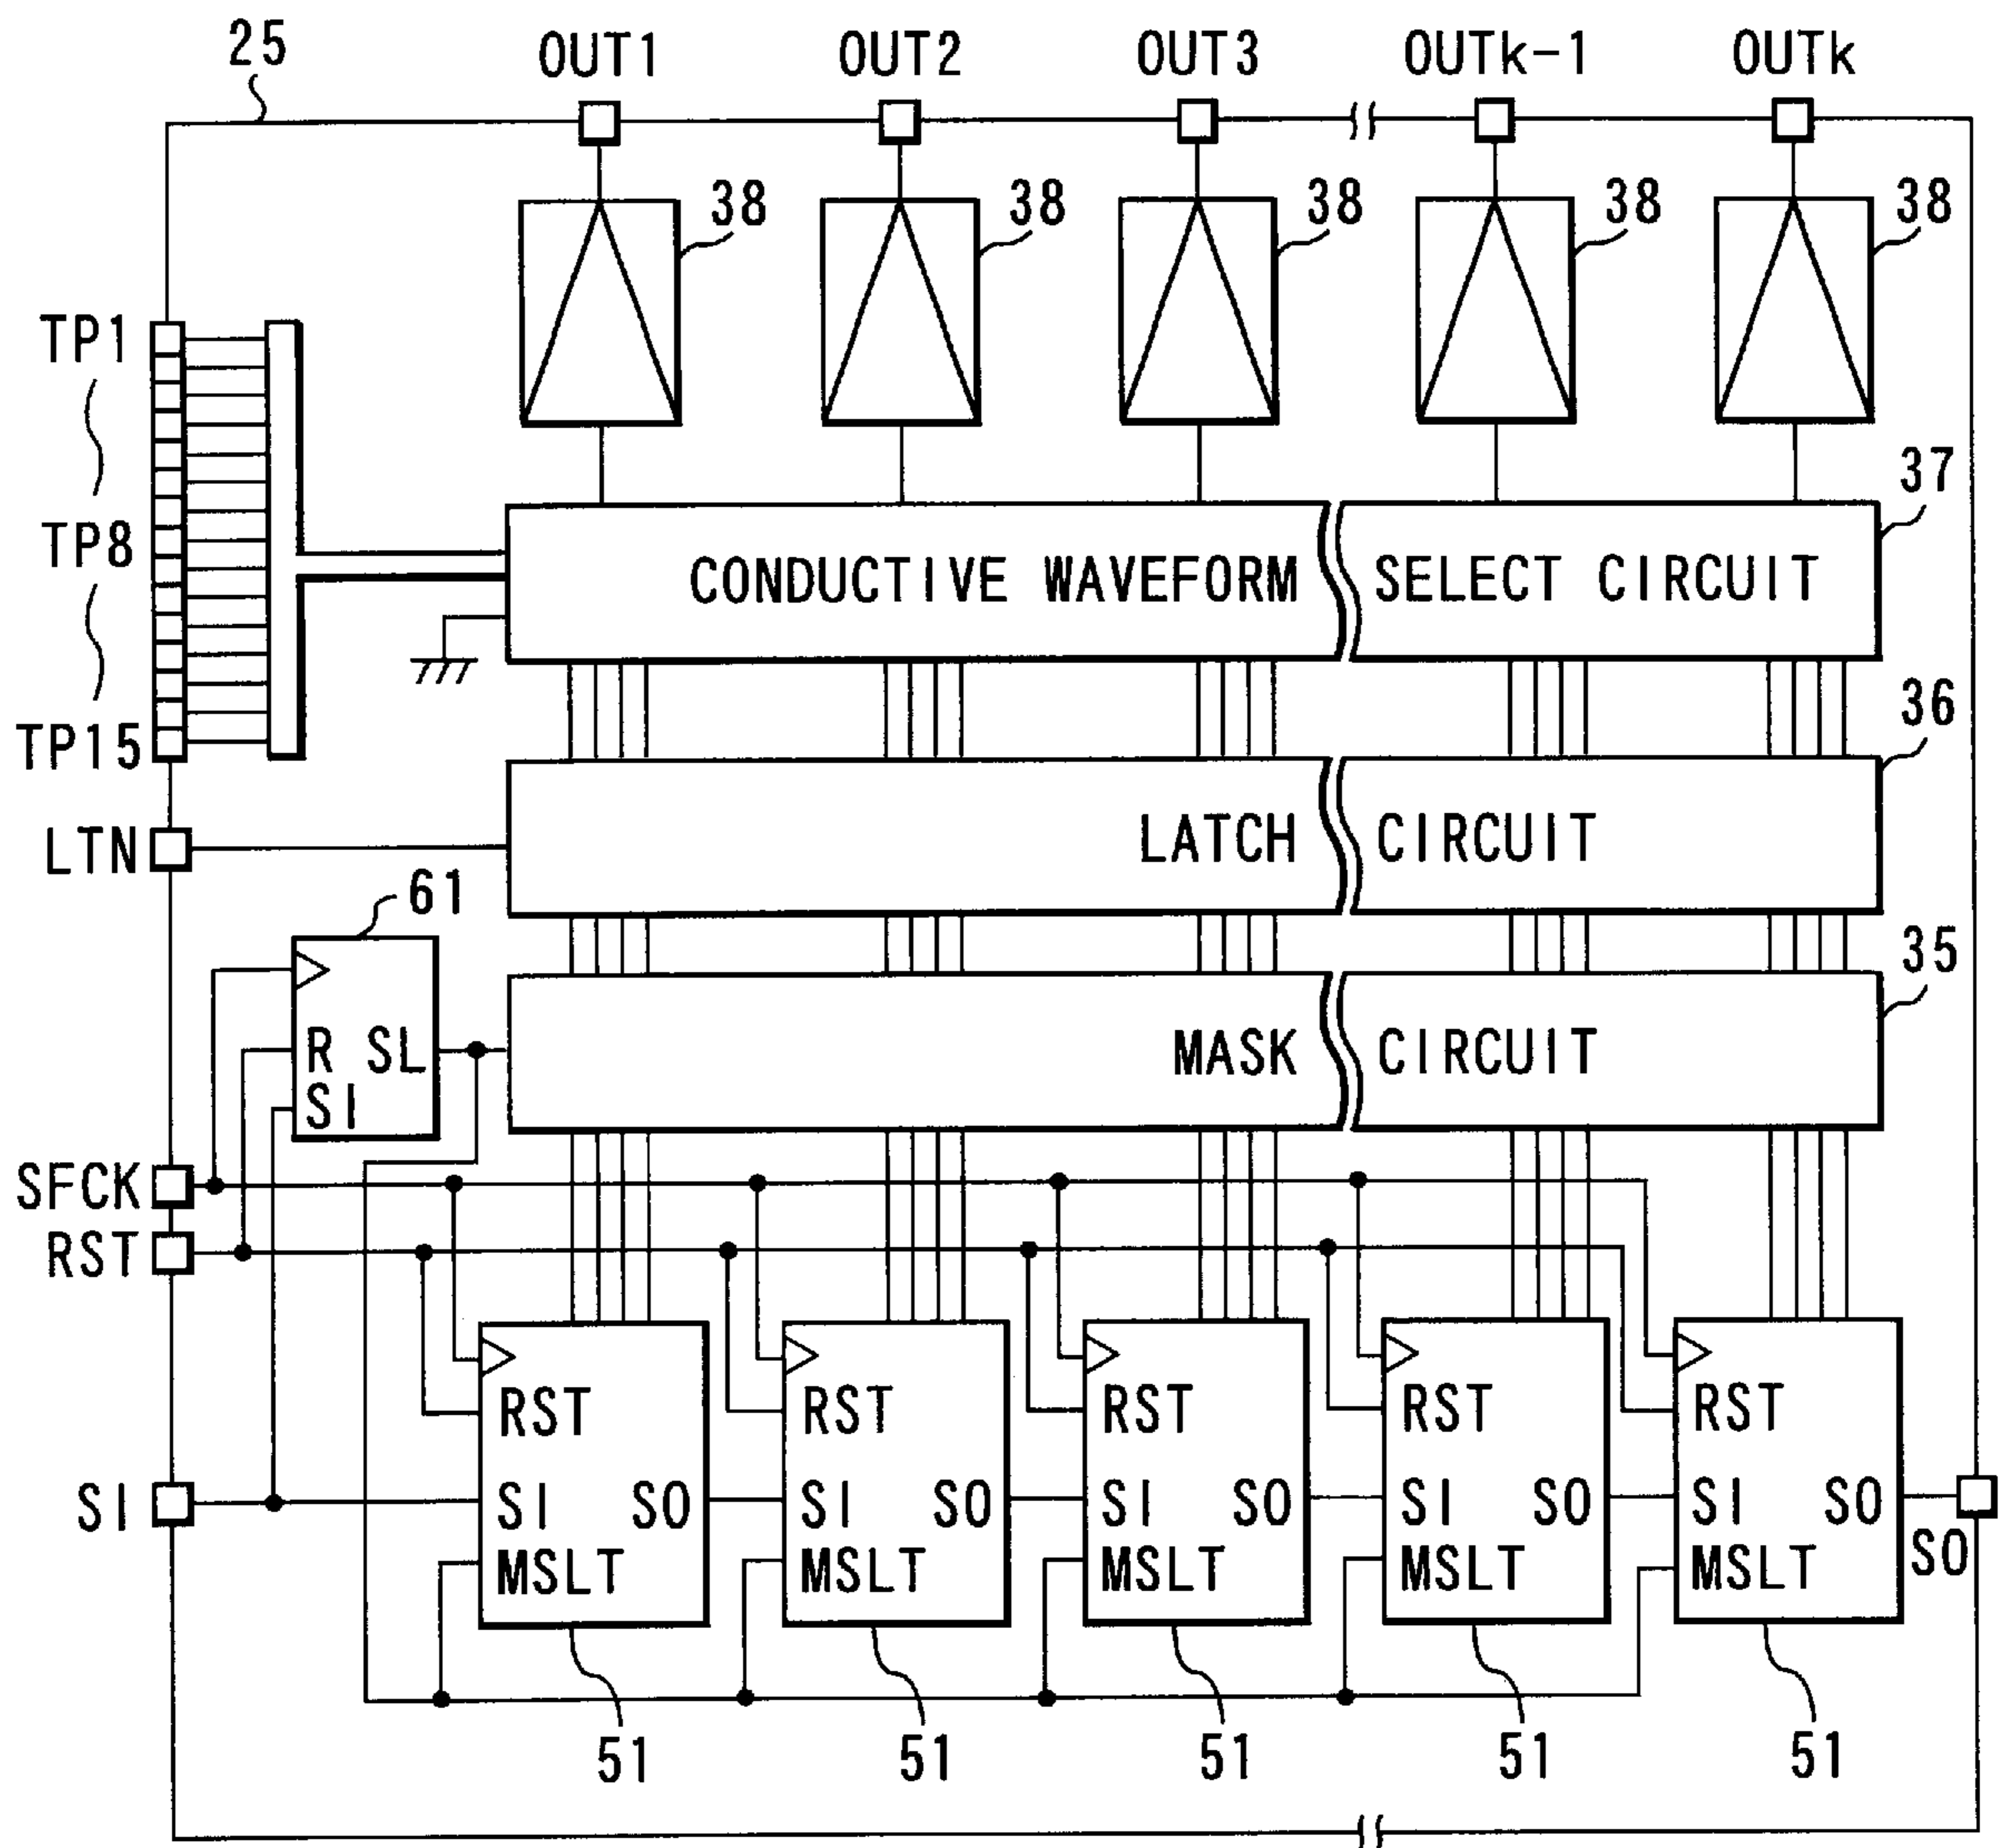 25
OUT1 OUT2 OUT3 OUTk-1 OUTk
38 38 38 38 38
TP1
37
TP8
CONDUCTIVE WAVEFORM SELECT CIRCUIT
36
TP15
LTN
LATCH CIRCUIT
61
35
R SL
SI
MASK CIRCUIT
SFCK
RST
RST RST RST RST RST
SI
SI SO SI SO SI SO SI SO SI SO
SO
MSLT MSLT MSLT MSLT MSLT
51 51 51 51 51